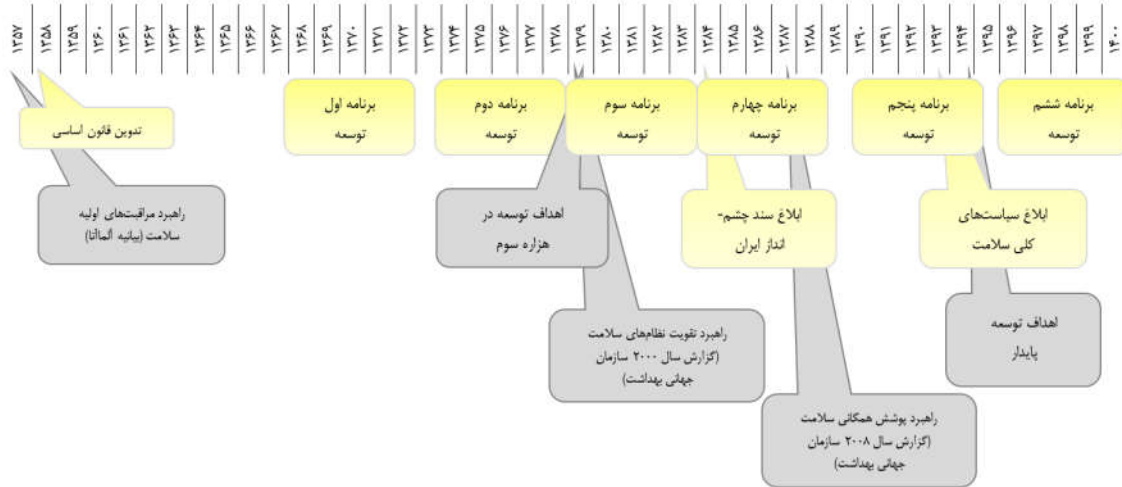 ۱۳۵۷ ۱۳۵۸ ۱۳۵۹ ۱۳۶۰ ۱۳۶۱ ۱۳۶۲ ۱۳۶۳ ۱۳۶۴ ۱۳۶۵ ۱۳۶۶ ۱۳۶۷ ۱۳۶۸ ۱۳۶۹ ۱۳۷۰ ۱۳۷۱ ۱۳۷۲ ۱۳۷۳ ۱۳۷۴ ۱۳۷۵ ۱۳۷۶ ۱۳۷۷ ۱۳۷۸ ۱۳۷۹ ۱۳۸۰ ۱۳۸۱ ۱۳۸۲ ۱۳۸۳ ۱۳۸۴ ۱۳۸۵ ۱۳۸۶ ۱۳۸۷ ۱۳۸۸ ۱۳۸۹ ۱۳۹۰ ۱۳۹۱ ۱۳۹۲ ۱۳۹۳ ۱۳۹۴ ۱۳۹۵ ۱۳۹۶ ۱۳۹۷ ۱۳۹۸ ۱۳۹۹ ۱۴۰۰
تدوین قانون اساسی
برنامه اول
توسعه
برنامه دوم
توسعه
برنامه سوم
توسعه
برنامه چهارم
توسعه
برنامه پنجم
توسعه
برنامه ششم
توسعه
راهبرد مراقبت‌های اولیه
سلامت (بیانیه آلماآتا)
اهداف توسعه در
هزاره سوم
ابلاغ سند چشم-
انداز ایران
ابلاغ سیاست‌های
کلی سلامت
راهبرد تقویت نظام‌های سلامت
(گزارش سال ۲۰۰۰ سازمان
جهانی بهداشت)
اهداف توسعه
پایدار
راهبرد پوشش همگانی سلامت
(گزارش سال ۲۰۰۸ سازمان
جهانی بهداشت)